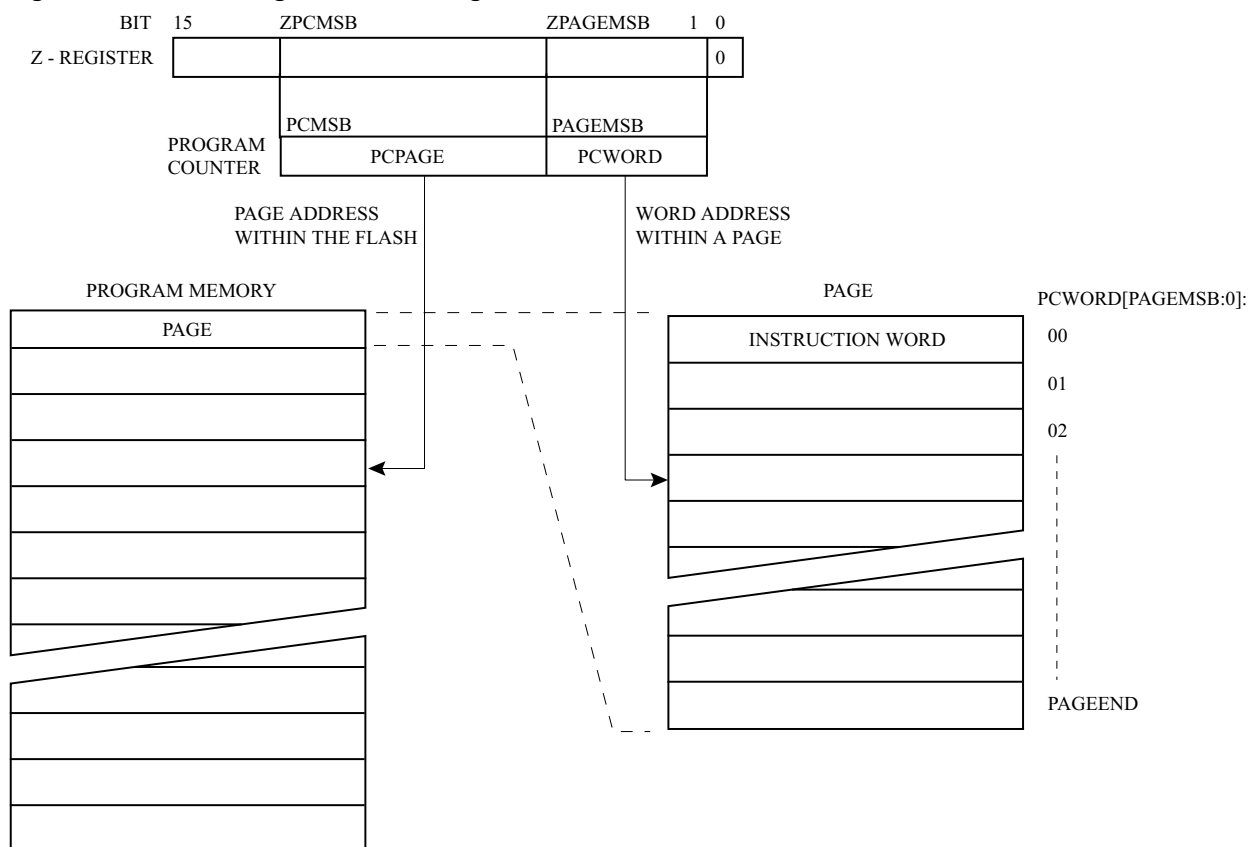 BIT 15 ZPCMSB ZPAGEMSB 1 0
Z - REGISTER 0
PCMSB PAGEMSB
PROGRAM
COUNTER
PCPAGE PCWORD
PAGE ADDRESS
WITHIN THE FLASH
WORD ADDRESS
WITHIN A PAGE
PROGRAM MEMORY
PAGE
PAGE
PCWORD[PAGEMSB:0]:
INSTRUCTION WORD
00
01
02
PAGEEND